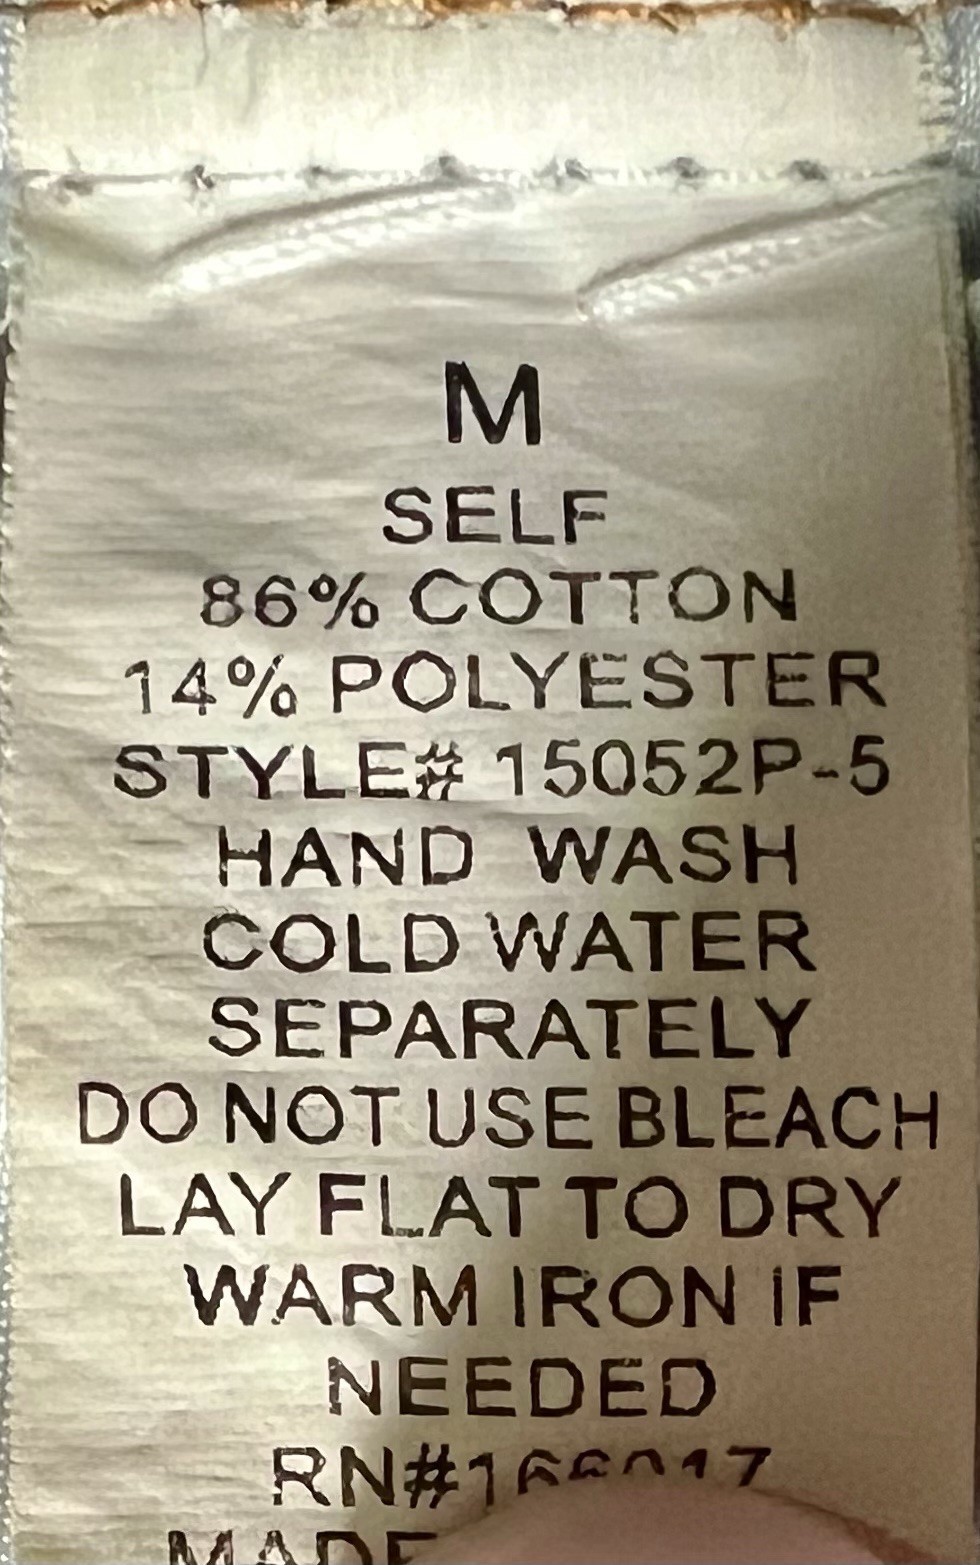 M
SELF
86% COTTON
14% POLYESTER
STYLE# 15052P-5
HAND WASH
COLD WATER
SEPARATELY
DO NOT USE BLEACH
LAY FLAT TO DRY
WARM IRON IF
NEEDED
MADE